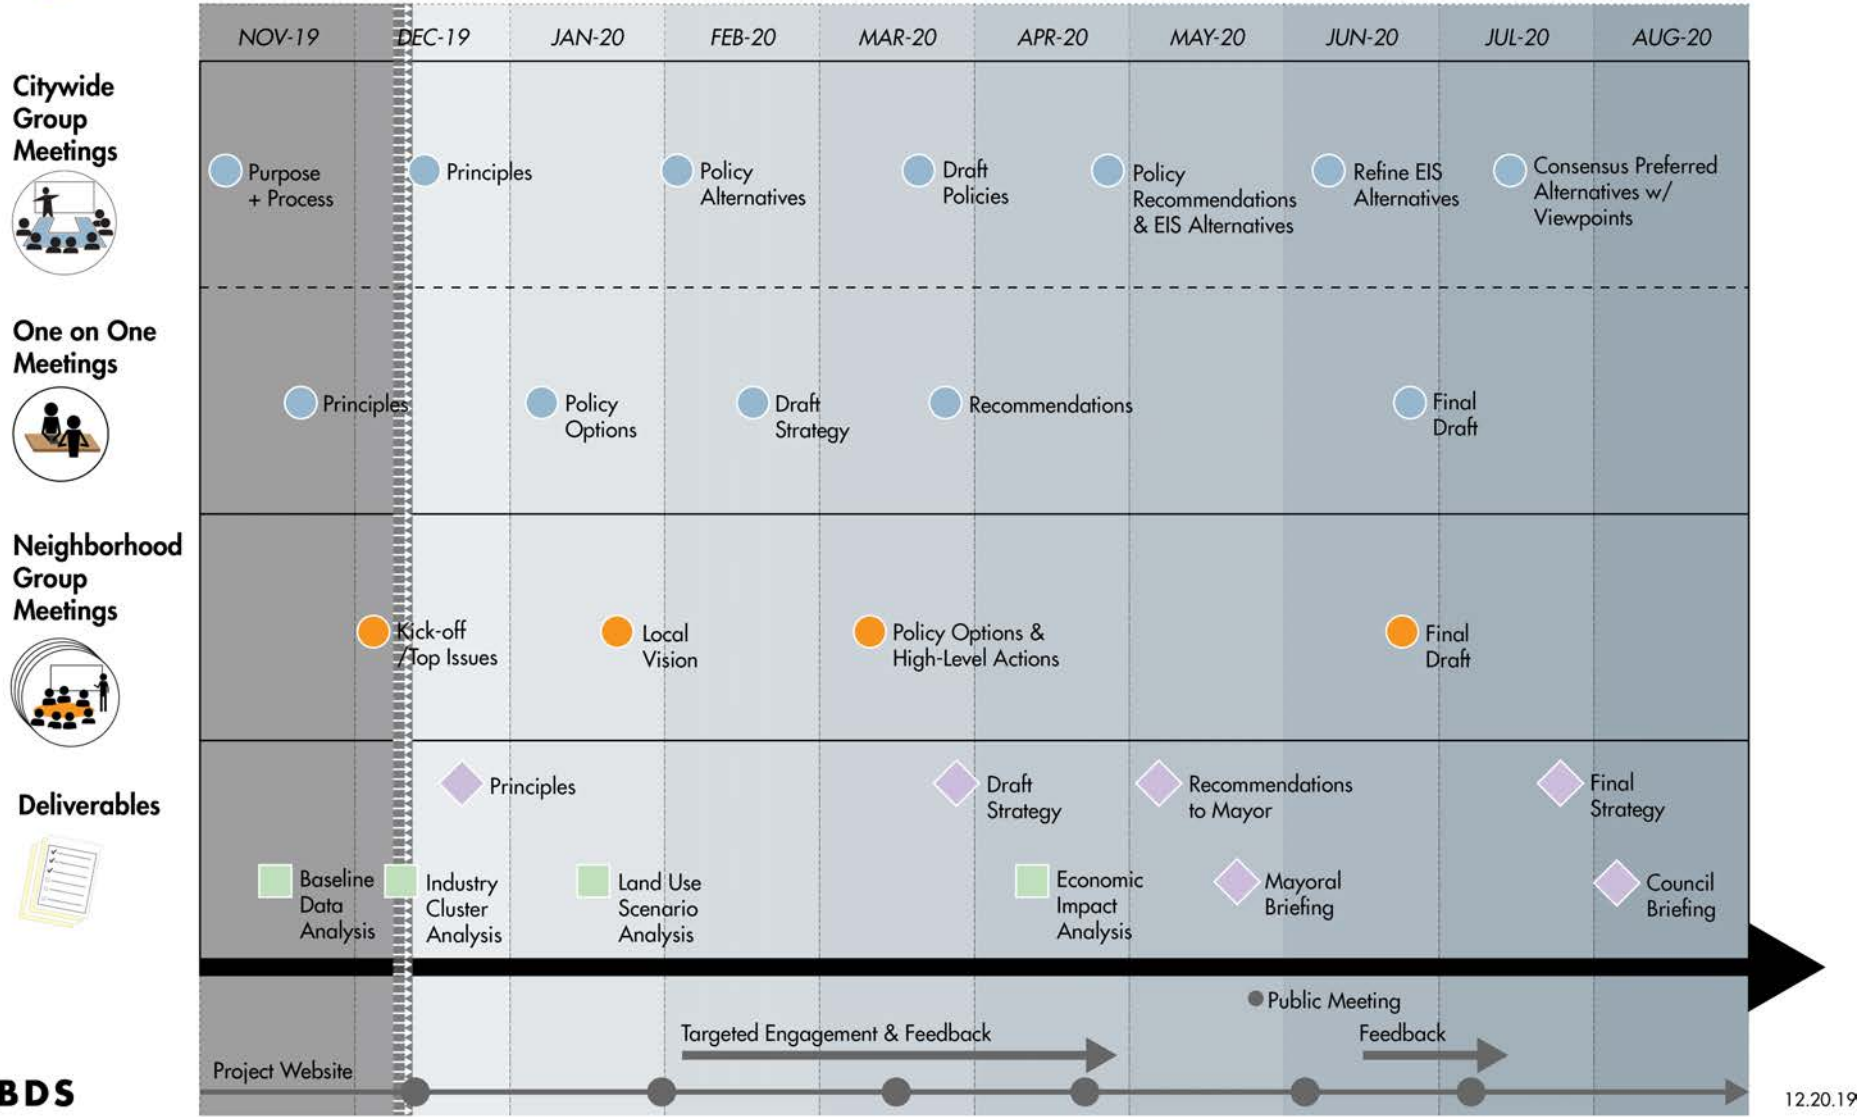 NOV-19 DEC-19 JAN-20 FEB-20 MAR-20 APR-20 MAY-20 JUN-20 JUL-20 AUG-20
Citywide
Group
Meetings
Purpose
+ Process
Principles
Policy
Alternatives
Draft
Policies
Policy
Recommendations
& EIS Alternatives
Refine EIS
Alternatives
Consensus Preferred
Alternatives w/
Viewpoints
One on One
Meetings
Principles
Policy
Options
Draft
Strategy
Recommendations
Final
Draft
Neighborhood
Group
Meetings
Kick-off
/Top Issues
Local
Vision
Policy Options &
High-Level Actions
Final
Draft
Deliverables
Principles
Draft
Strategy
Recommendations
to Mayor
Final
Strategy
Baseline
Data
Analysis
Industry
Cluster
Analysis
Land Use
Scenario
Analysis
Economic
Impact
Analysis
Mayoral
Briefing
Council
Briefing
Public Meeting
Targeted Engagement & Feedback
Feedback
Project Website
BDS
12.20.19